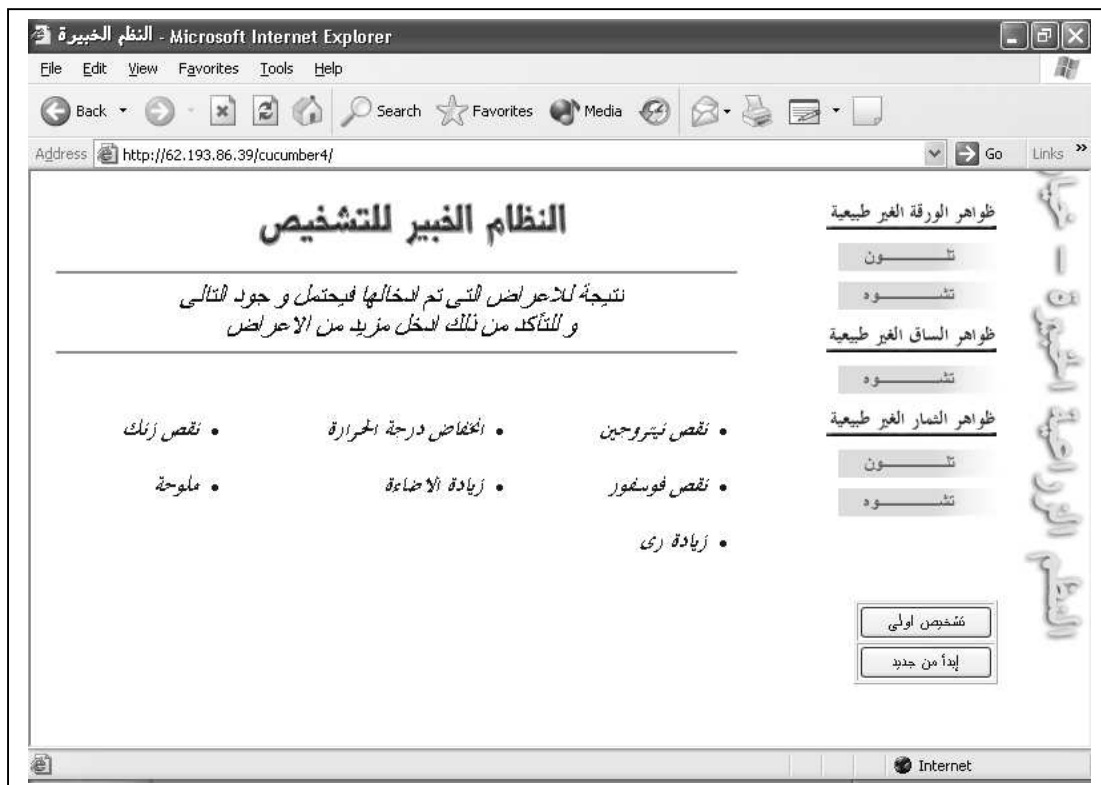 النظم الخبيرة - Microsoft Internet Explorer
File Edit View Favorites Tools Help
Back Search Favorites Media
Address http://62.193.86.39/cucumber4/ Go Links »
النظام الخبير للتشخيص
نتيجة للاعراض التى تم ادخالها فيحتمل و جود التالى
و للتأكد من ذلك ادخل مزيد من الاعراض
• نقص نيتروجين • انخفاض درجة الحرارة • نقص زنك
• نقص فوسفور • زيادة الاضاءة • ملوحة
• زيادة رى
ظواهر الورقة الغير طبيعية
تلـــــون
تشـــــوه
ظواهر الساق الغير طبيعية
تشـــــوه
ظواهر الثمار الغير طبيعية
تلـــــون
تشـــــوه
تشخيص اولى
إبدأ من جديد
النظم
Internet